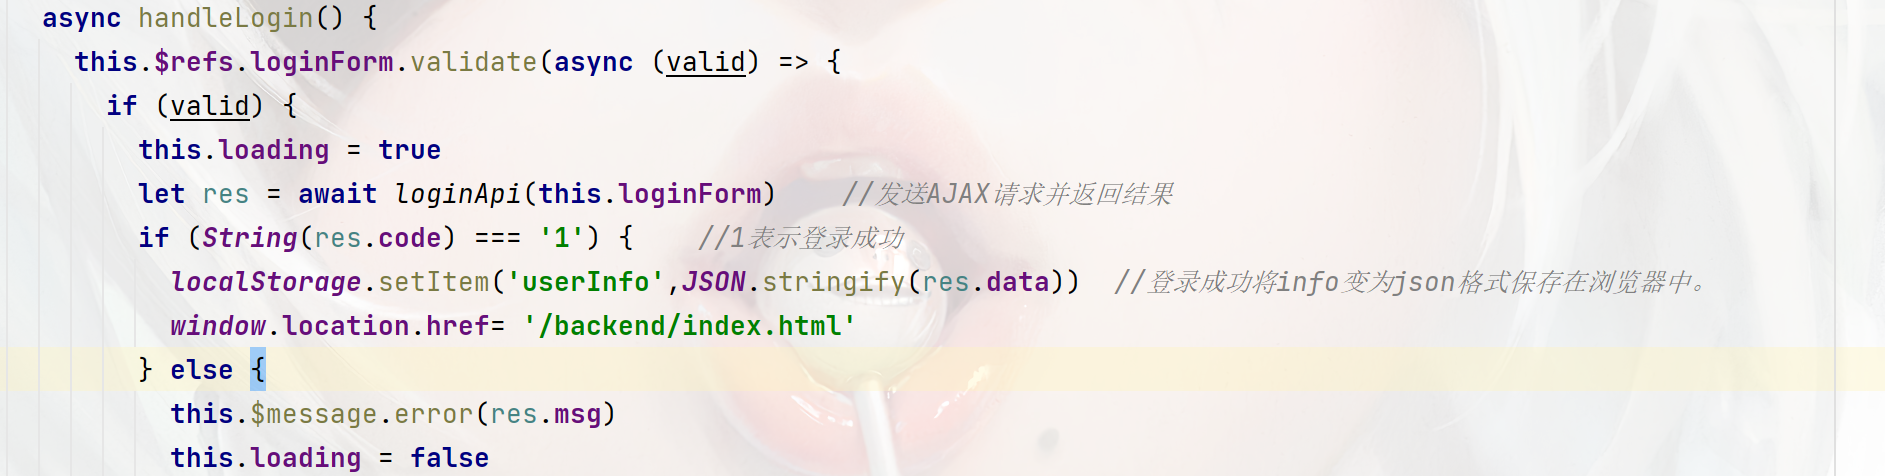 async handleLogin() {
this.$refs.loginForm.validate(async (valid) => {
if (valid) {
this.loading = true
let res = await loginApi(this.loginForm)    //发送AJAX请求并返回结果
if (String(res.code) === '1') {    //1表示登录成功
localStorage.setItem('userInfo',JSON.stringify(res.data))  //登录成功将info变为json格式保存在浏览器中。
window.location.href= '/backend/index.html'
} else {
this.$message.error(res.msg)
this.loading = false